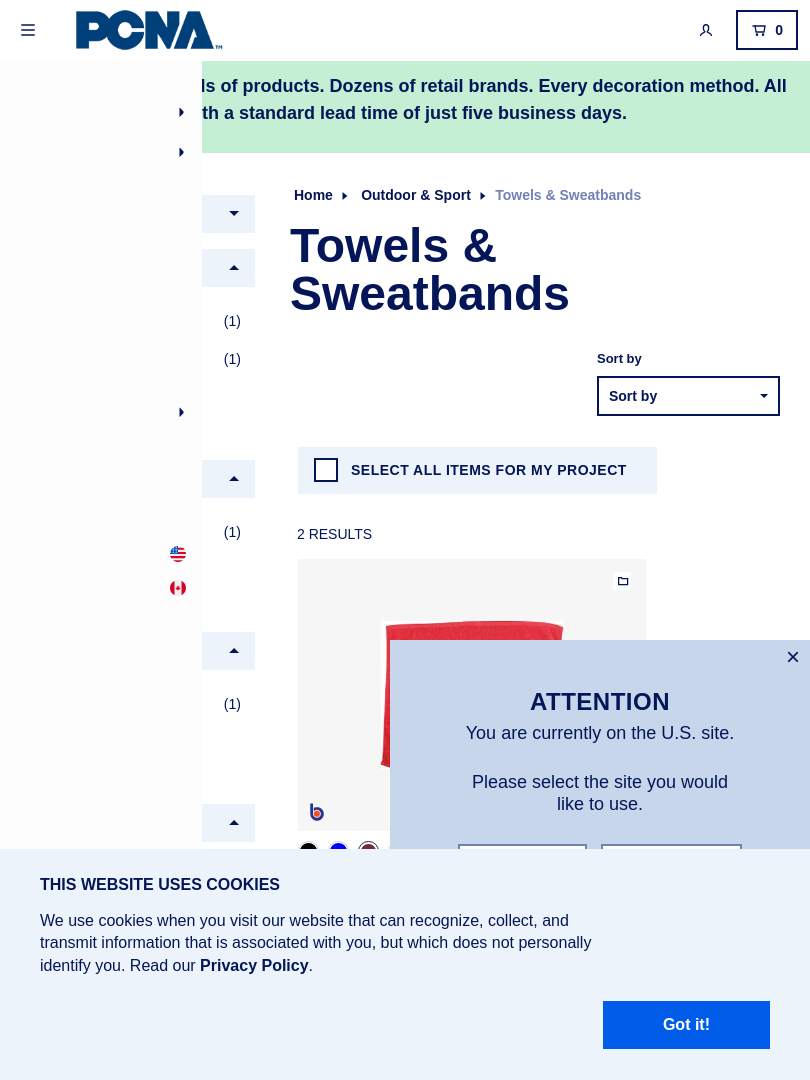 PCNA TM
0
of products. Dozens of retail brands. Every decoration method. All
a standard lead time of just five business days.
Home Outdoor & Sport Towels & Sweatbands
Towels &
Sweatbands
(1)
(1)
Sort by
Sort by
SELECT ALL ITEMS FOR MY PROJECT
(1)
2 RESULTS
ATTENTION
(1)
You are currently on the U.S. site.
Please select the site you would
like to use.
b
THIS WEBSITE USES COOKIES
We use cookies when you visit our website that can recognize, collect, and
transmit information that is associated with you, but which does not personally
identify you. Read our Privacy Policy.
Got it!